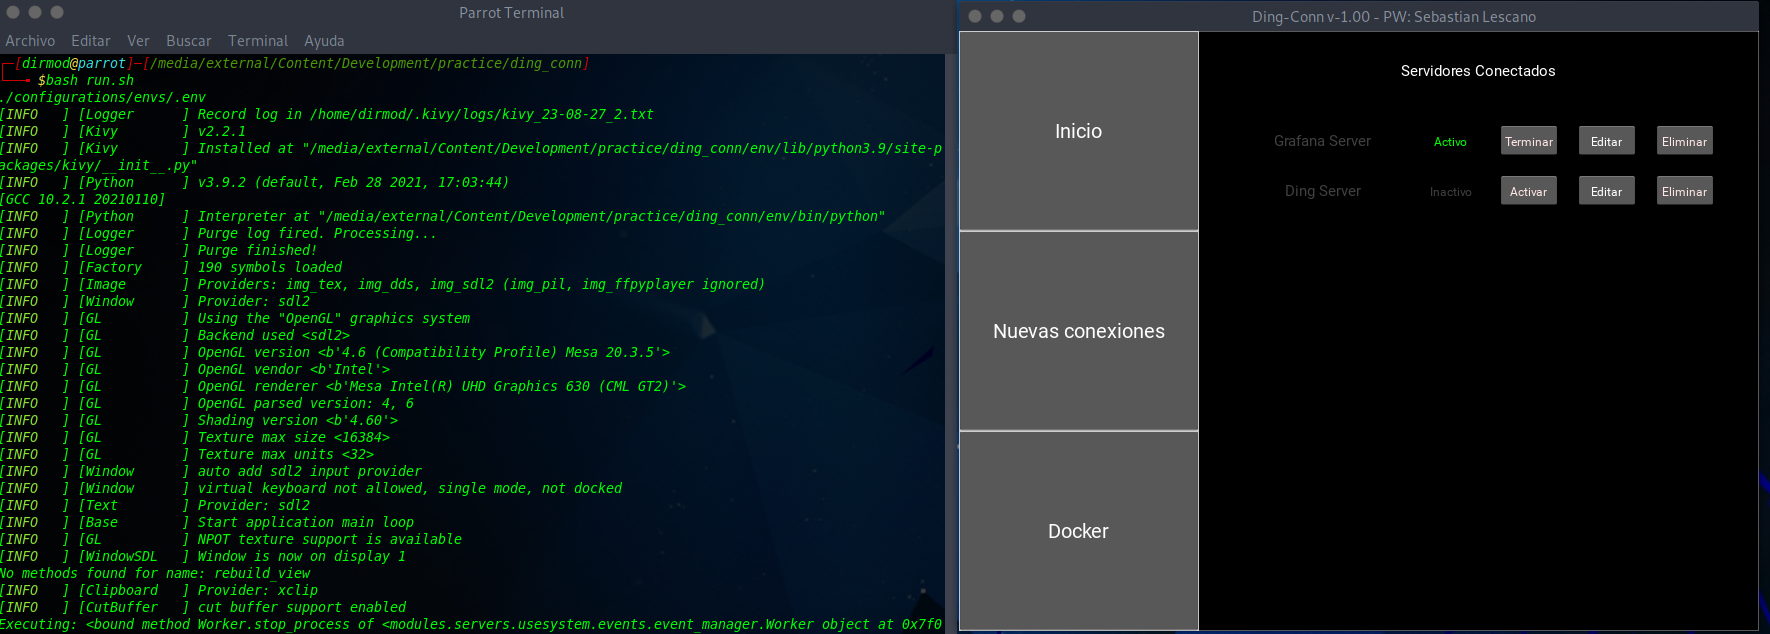 Parrot Terminal
Archivo Editar Ver Buscar Terminal Ayuda
[dirmod@parrot]─[/media/external/Content/Development/practice/ding_conn]
$bash run.sh
./configurations/envs/.env
[INFO   ] [Logger      ] Record log in /home/dirmod/.kivy/logs/kivy_23-08-27_2.txt
[INFO   ] [Kivy        ] v2.2.1
[INFO   ] [Kivy        ] Installed at "/media/external/Content/Development/practice/ding_conn/env/lib/python3.9/site-p
ackages/kivy/__init__.py"
[INFO   ] [Python      ] v3.9.2 (default, Feb 28 2021, 17:03:44)
[GCC 10.2.1 20210110]
[INFO   ] [Python      ] Interpreter at "/media/external/Content/Development/practice/ding_conn/env/bin/python"
[INFO   ] [Logger      ] Purge log fired. Processing...
[INFO   ] [Logger      ] Purge finished!
[INFO   ] [Factory     ] 190 symbols loaded
[INFO   ] [Image       ] Providers: img_tex, img_dds, img_sdl2 (img_pil, img_ffpyplayer ignored)
[INFO   ] [Window      ] Provider: sdl2
[INFO   ] [GL          ] Using the "OpenGL" graphics system
[INFO   ] [GL          ] Backend used <sdl2>
[INFO   ] [GL          ] OpenGL version <b'4.6 (Compatibility Profile) Mesa 20.3.5'>
[INFO   ] [GL          ] OpenGL vendor <b'Intel'>
[INFO   ] [GL          ] OpenGL renderer <b'Mesa Intel(R) UHD Graphics 630 (CML GT2)'>
[INFO   ] [GL          ] OpenGL parsed version: 4, 6
[INFO   ] [GL          ] Shading version <b'4.60'>
[INFO   ] [GL          ] Texture max size <16384>
[INFO   ] [GL          ] Texture max units <32>
[INFO   ] [Window      ] auto add sdl2 input provider
[INFO   ] [Window      ] virtual keyboard not allowed, single mode, not docked
[INFO   ] [Text        ] Provider: sdl2
[INFO   ] [Base        ] Start application main loop
[INFO   ] [GL          ] NPOT texture support is available
[INFO   ] [WindowSDL   ] Window is now on display 1
No methods found for name: rebuild_view
[INFO   ] [Clipboard   ] Provider: xclip
[INFO   ] [CutBuffer   ] cut buffer support enabled
Executing: <bound method Worker.stop_process of <modules.servers.usesystem.events.event_manager.Worker object at 0x7f0
Ding-Conn v-1.00 - PW: Sebastian Lescano
Inicio
Nuevas conexiones
Docker
Servidores Conectados
Grafana Server Activo Terminar Editar Eliminar
Ding Server Inactivo Activar Editar Eliminar